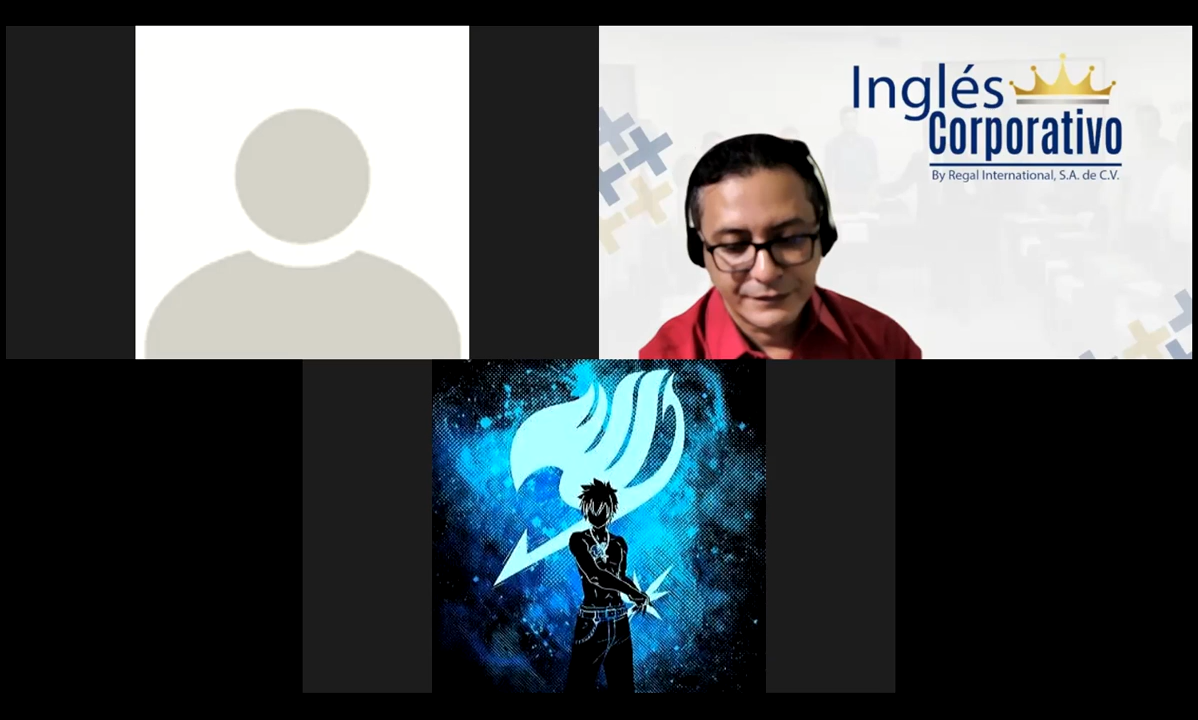 Inglés
Corporativo
By Regal International, S.A. de C.V.